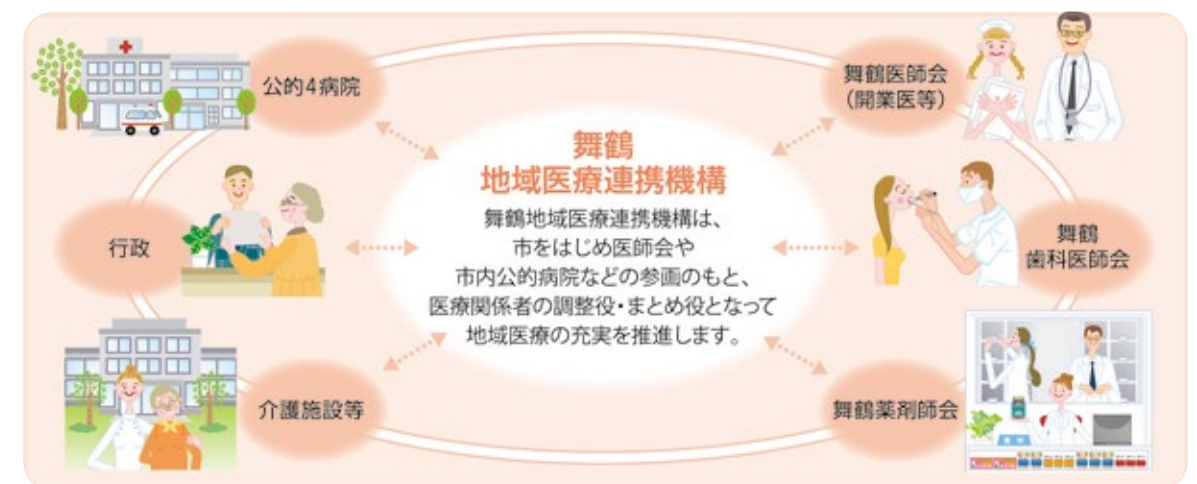 公的4病院
舞鶴医師会
（開業医等）
舞鶴
地域医療連携機構
舞鶴地域医療連携機構は、
市をはじめ医師会や
市内公的病院などの参画のもと、
医療関係者の調整役・まとめ役となって
地域医療の充実を推進します。
行政
舞鶴
歯科医師会
介護施設等
舞鶴薬剤師会